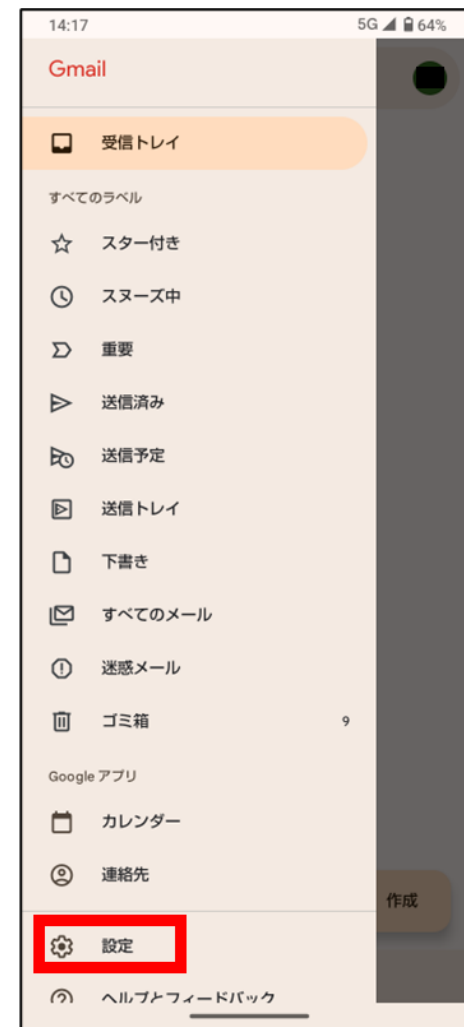 14:17 5G 64%
Gmail
受信トレイ
すべてのラベル
スター付き
スヌーズ中
重要
送信済み
送信予定
送信トレイ
下書き
すべてのメール
迷惑メール
ゴミ箱 9
Google アプリ
カレンダー
連絡先
作成
設定
ヘルプとフィードバック